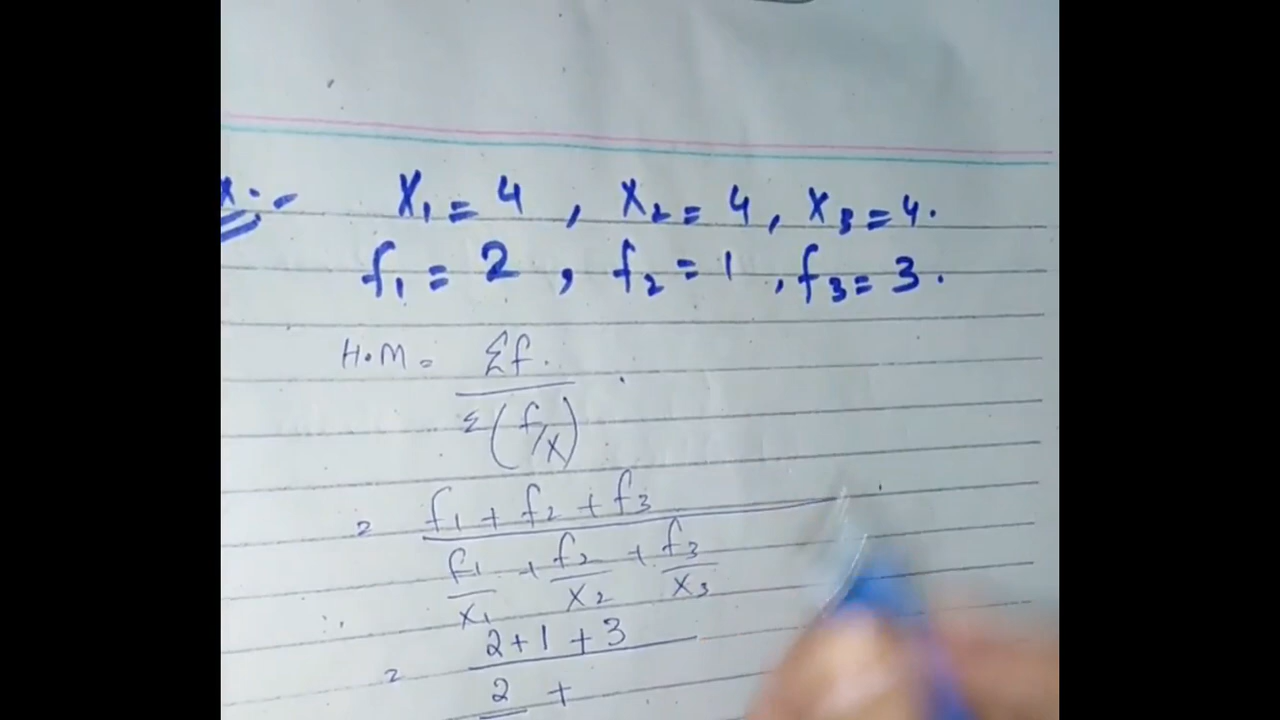 x₁ = 4 , x₂ = 4 , x₃ = 4 .
f₁ = 2 , f₂ = 1 , f₃ = 3 .
H.M = Σf .
Σ(f/x)
= f₁ + f₂ + f₃
f₁/x₁ + f₂/x₂ + f₃/x₃
= 2 + 1 + 3
2 +